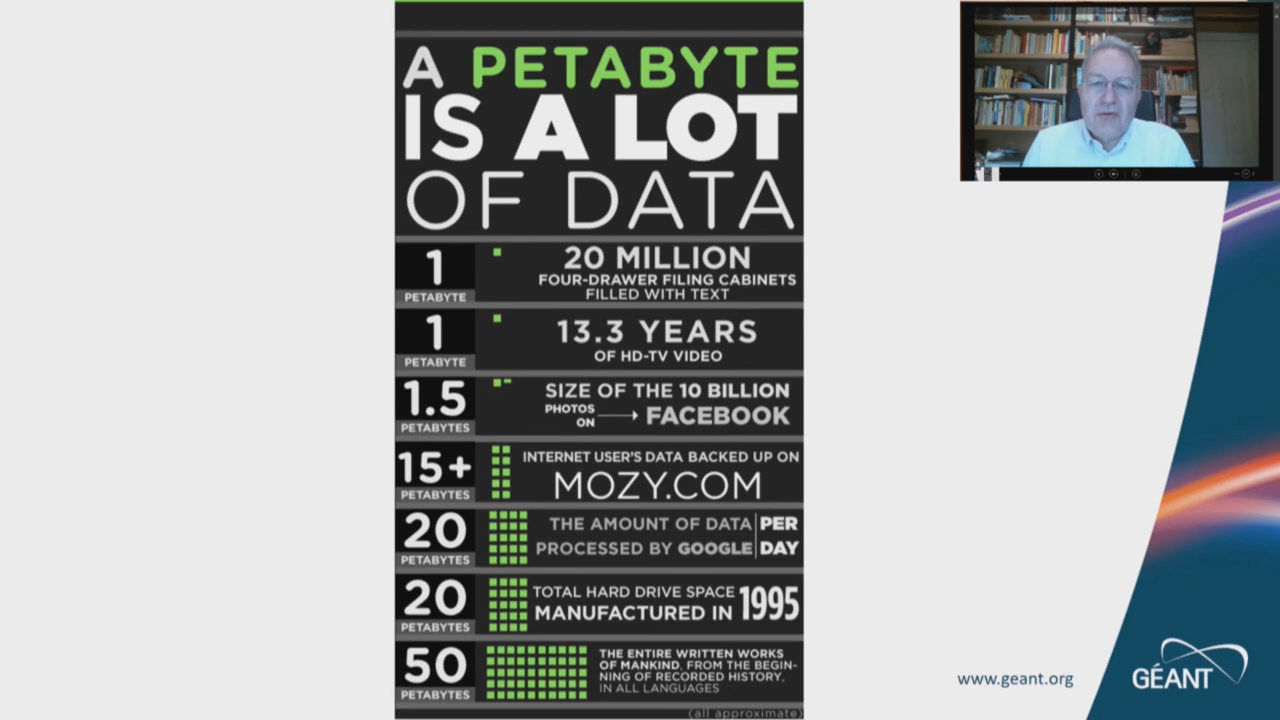 A PETABYTE
IS A LOT
OF DATA
1
PETABYTE
20 MILLION
FOUR-DRAWER FILING CABINETS
FILLED WITH TEXT
1
PETABYTE
13.3 YEARS
OF HD-TV VIDEO
1.5
PETABYTES
SIZE OF THE 10 BILLION
PHOTOS
ON
FACEBOOK
15+
PETABYTES
INTERNET USER'S DATA BACKED UP ON
MOZY.COM
20
PETABYTES
THE AMOUNT OF DATA
PROCESSED BY GOOGLE
PER
DAY
20
PETABYTES
TOTAL HARD DRIVE SPACE
MANUFACTURED IN
1995
50
PETABYTES
THE ENTIRE WRITTEN WORKS
OF MANKIND, FROM THE BEGIN-
NING OF RECORDED HISTORY,
IN ALL LANGUAGES
(all approximate)
www.geant.org
GÉANT